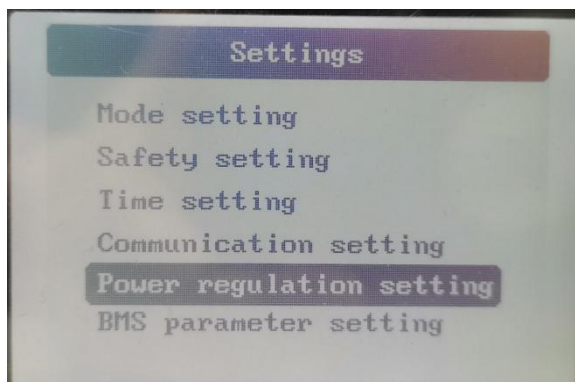 Settings
Mode setting
Safety setting
Time setting
Communication setting
Power regulation setting
BMS parameter setting